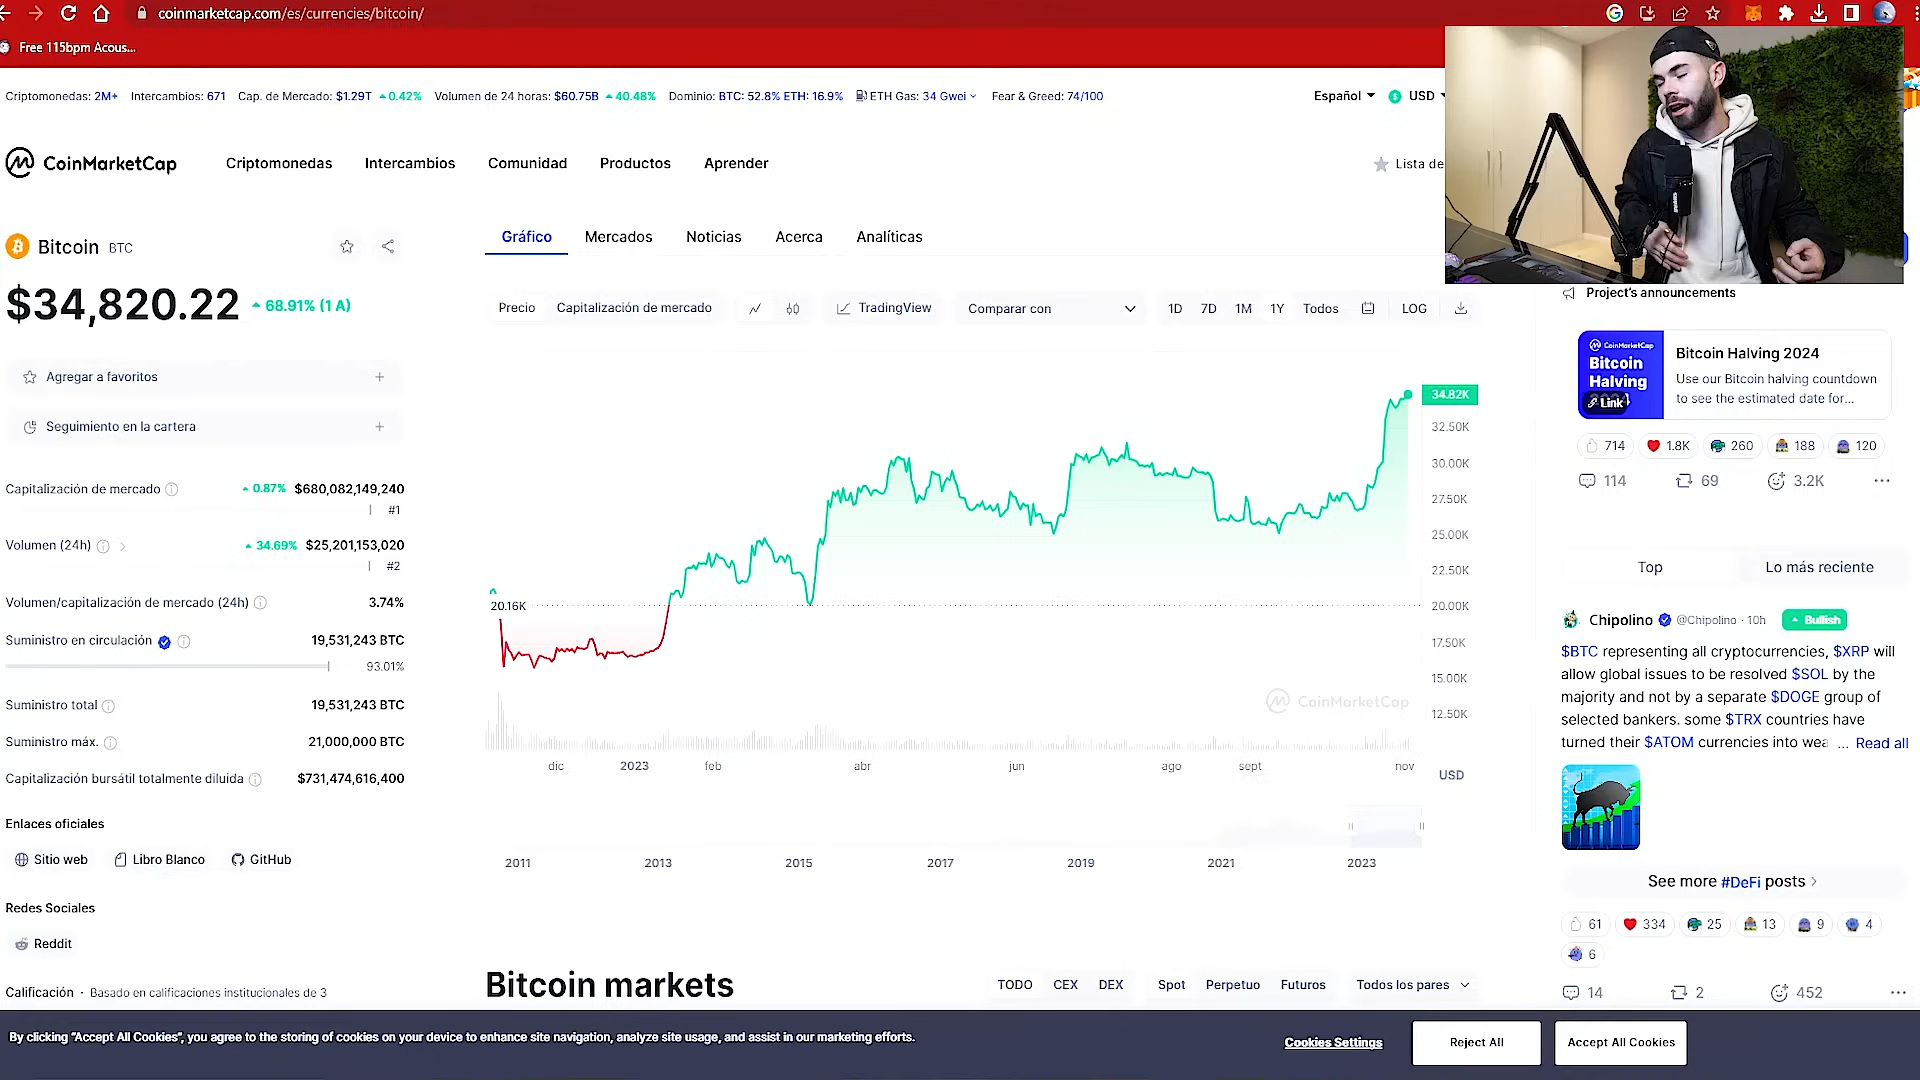 coinmarketcap.com/es/currencies/bitcoin/
Free 115bpm Acous...
Criptomonedas: 2M+ Intercambios: 671 Cap. de Mercado: $1.29T 0.42% Volumen de 24 horas: $60.75B 40.48% Dominio: BTC: 52.8% ETH: 16.9% ETH Gas: 34 Gwei Fear & Greed: 74/100
Español USD
CoinMarketCap
Criptomonedas Intercambios Comunidad Productos Aprender
Lista de
Bitcoin BTC
$34,820.22 68.91% (1 A)
Agregar a favoritos +
Seguimiento en la cartera +
Capitalización de mercado 0.87% $680,082,149,240
#1
Volumen (24h) 34.69% $25,201,153,020
#2
Volumen/capitalización de mercado (24h) 3.74%
Suministro en circulación 19,531,243 BTC
93.01%
Suministro total 19,531,243 BTC
Suministro máx. 21,000,000 BTC
Capitalización bursátil totalmente diluida $731,474,616,400
Enlaces oficiales
Sitio web Libro Blanco GitHub
Redes Sociales
Reddit
Calificación · Basado en calificaciones institucionales de 3
Gráfico Mercados Noticias Acerca Analíticas
Precio Capitalización de mercado TradingView Comparar con 1D 7D 1M 1Y Todos LOG
34.82K
32.50K
30.00K
27.50K
25.00K
22.50K
20.16K
20.00K
17.50K
15.00K
12.50K
CoinMarketCap
dic 2023 feb abr jun ago sept nov
USD
2011 2013 2015 2017 2019 2021 2023
Bitcoin markets
TODO CEX DEX Spot Perpetuo Futuros Todos los pares
Project's announcements
CoinMarketCap
Bitcoin
Halving
Link
Bitcoin Halving 2024
Use our Bitcoin halving countdown
to see the estimated date for...
714 1.8K 260 188 120
114 69 3.2K ...
Top Lo más reciente
Chipolino @Chipolino · 10h Bullish
$BTC representing all cryptocurrencies, $XRP will
allow global issues to be resolved $SOL by the
majority and not by a separate $DOGE group of
selected bankers. some $TRX countries have
turned their $ATOM currencies into wea ... Read all
See more #DeFi posts >
61 334 25 13 9 4
6
14 2 452 ...
By clicking "Accept All Cookies", you agree to the storing of cookies on your device to enhance site navigation, analyze site usage, and assist in our marketing efforts.
Cookies Settings Reject All Accept All Cookies